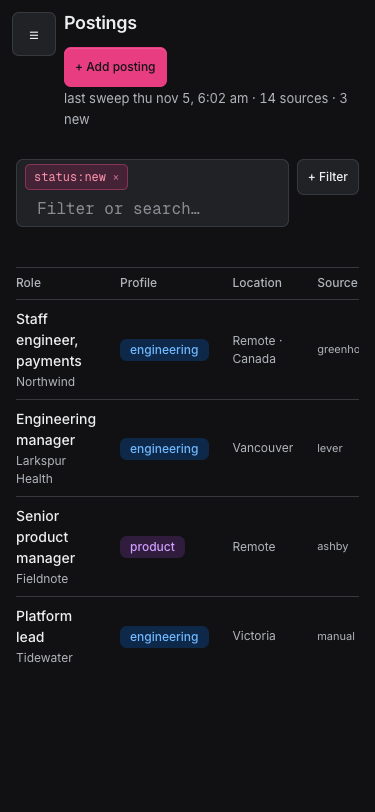 ≡
Postings
+ Add posting
last sweep thu nov 5, 6:02 am · 14 sources · 3
new
status:new ×
Filter or search…
+ Filter
Role Profile Location Source
Staff
engineer,
payments
Northwind
engineering
Remote ·
Canada
greenho
Engineering
manager
Larkspur
Health
engineering
Vancouver
lever
Senior
product
manager
Fieldnote
product
Remote
ashby
Platform
lead
Tidewater
engineering
Victoria
manual